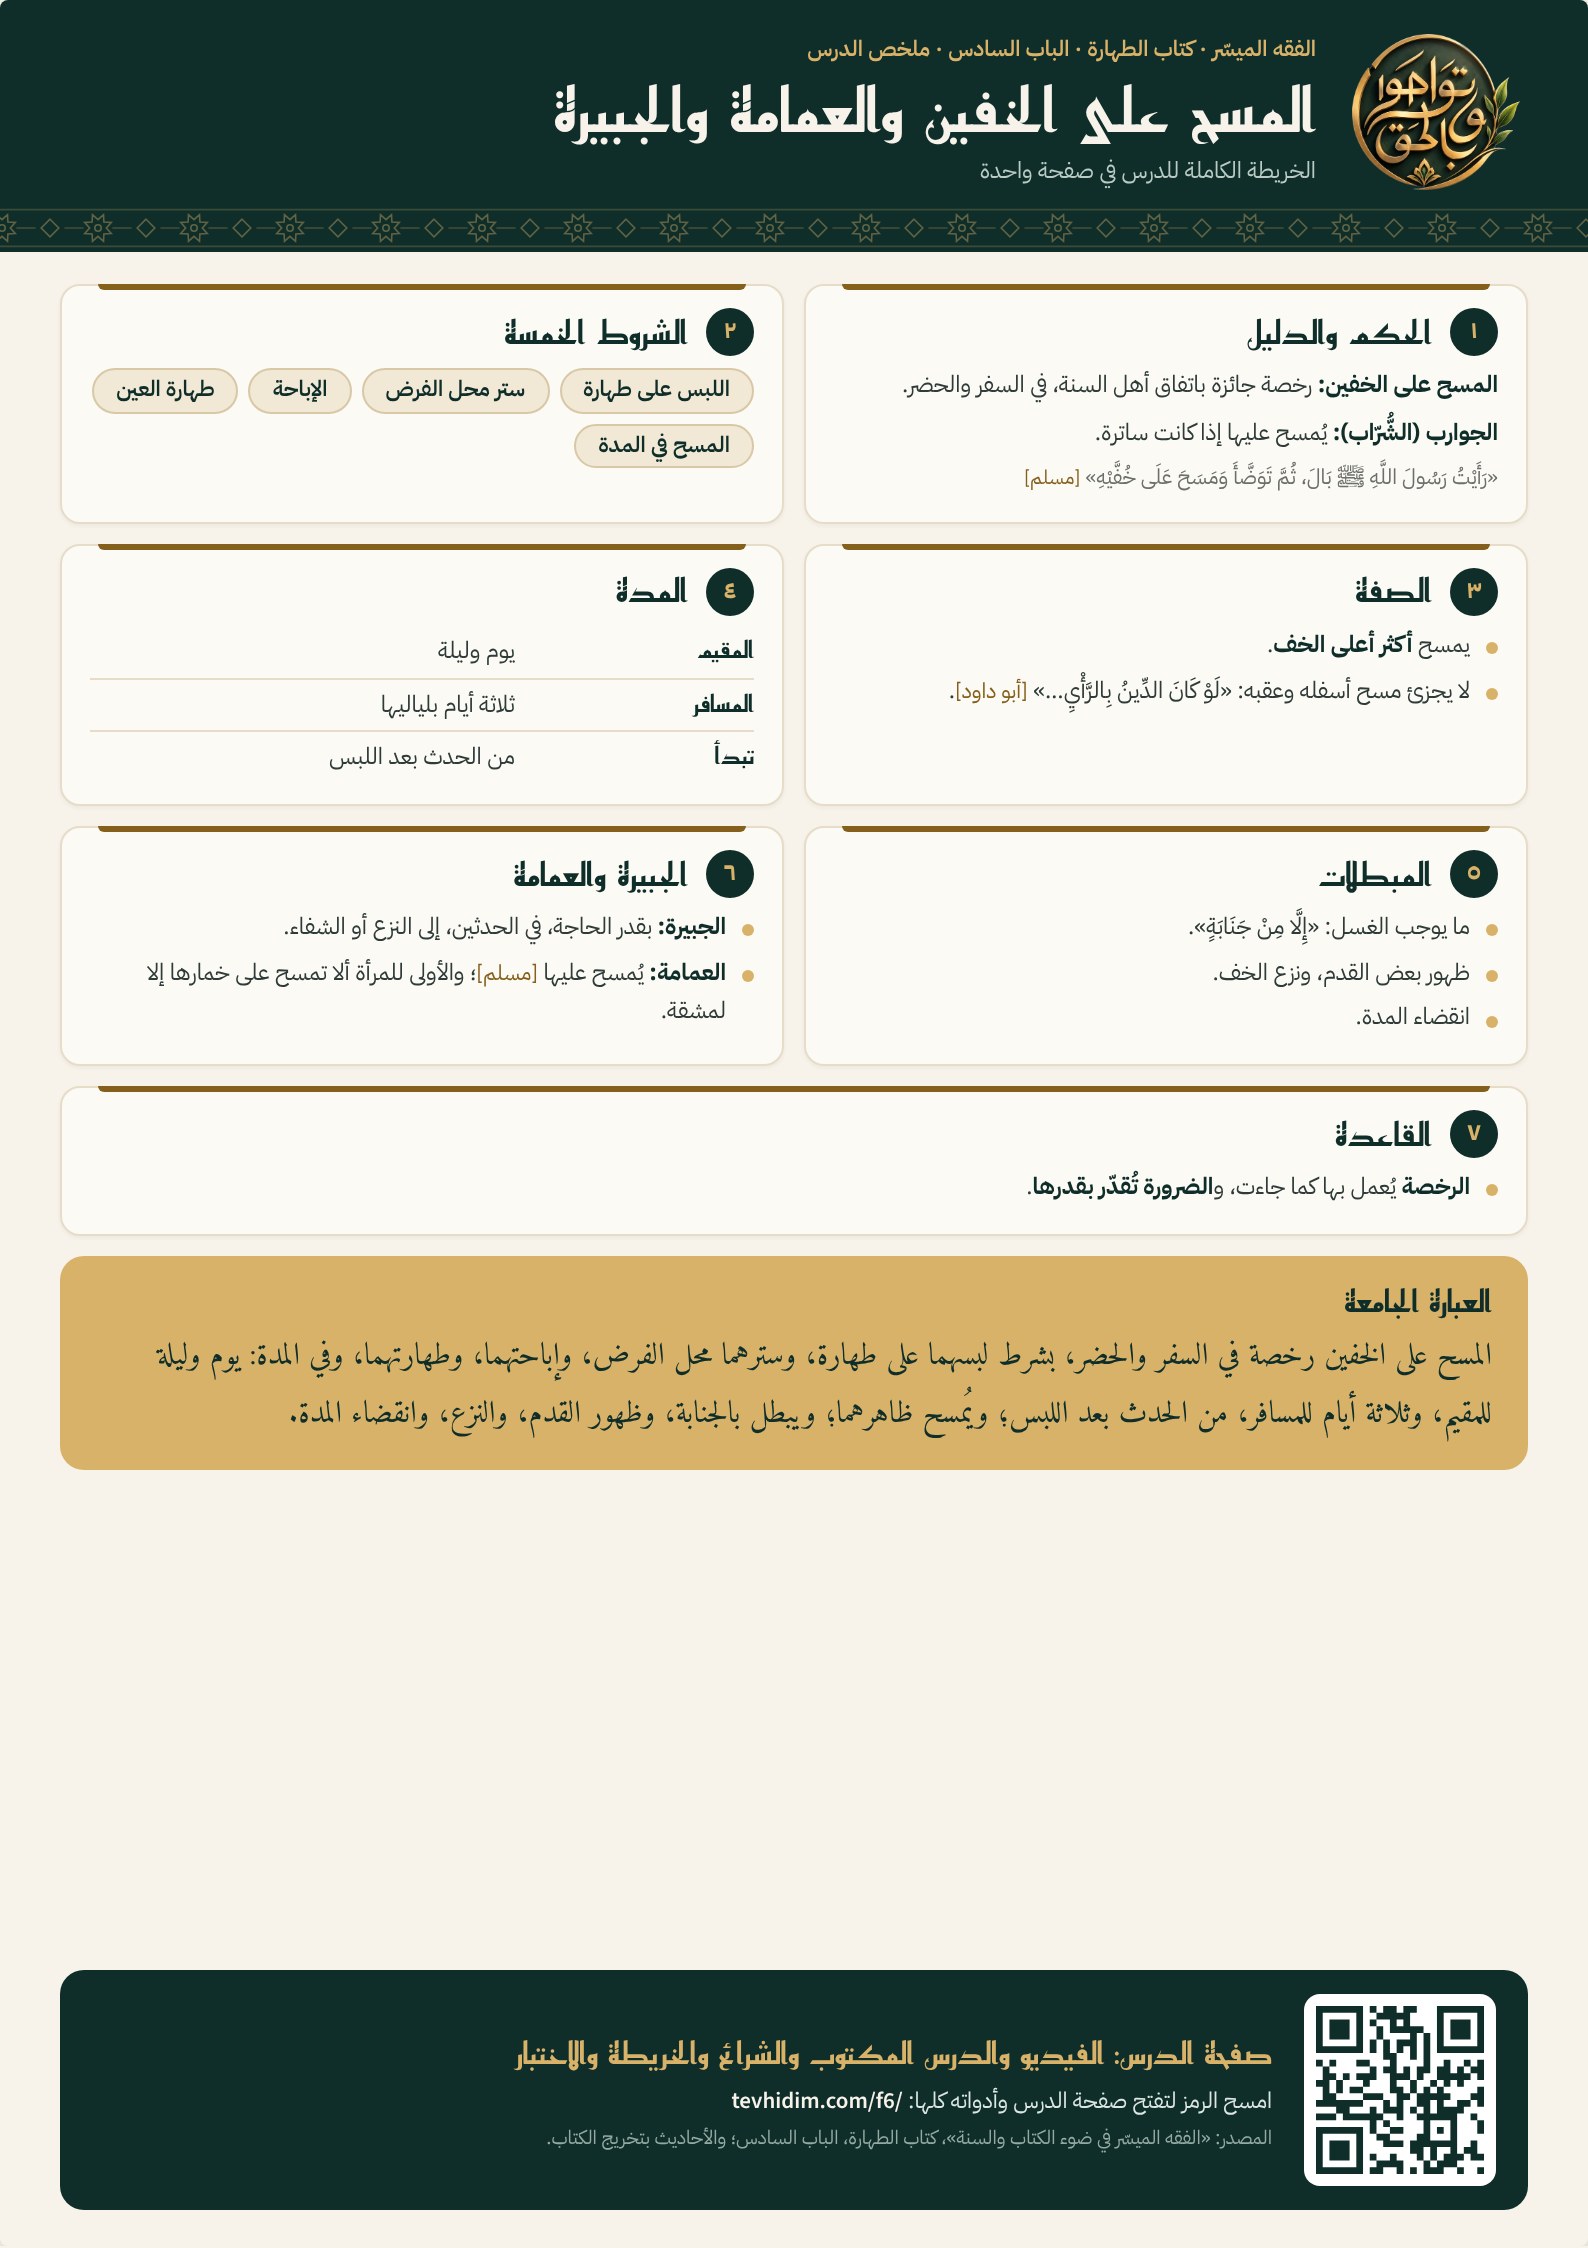 وتواصوا بالحق
الفقه الميسّر · كتاب الطهارة · الباب السادس · ملخص الدرس
المسح على الخفين والعمامة والجبيرة
الخريطة الكاملة للدرس في صفحة واحدة
١ الحكم والدليل
المسح على الخفين: رخصة جائزة باتفاق أهل السنة، في السفر والحضر.
الجوارب (الشُّرّاب): يُمسح عليها إذا كانت ساترة.
«رَأَيْتُ رَسُولَ اللَّهِ ﷺ بَالَ، ثُمَّ تَوَضَّأَ وَمَسَحَ عَلَى خُفَّيْهِ» [مسلم]
٢ الشروط الخمسة
اللبس على طهارة
ستر محل الفرض
الإباحة
طهارة العين
المسح في المدة
٣ الصفة
يمسح أكثر أعلى الخف.
لا يجزئ مسح أسفله وعقبه: «لَوْ كَانَ الدِّينُ بِالرَّأْيِ...» [أبو داود].
٤ المدة
المقيم يوم وليلة
المسافر ثلاثة أيام بلياليها
تبدأ من الحدث بعد اللبس
٥ المبطلات
ما يوجب الغسل: «إِلَّا مِنْ جَنَابَةٍ».
ظهور بعض القدم، ونزع الخف.
انقضاء المدة.
٦ الجبيرة والعمامة
الجبيرة: بقدر الحاجة، في الحدثين، إلى النزع أو الشفاء.
العمامة: يُمسح عليها [مسلم]؛ والأولى للمرأة ألا تمسح على خمارها إلا
لمشقة.
٧ القاعدة
الرخصة يُعمل بها كما جاءت، والضرورة تُقدّر بقدرها.
العبارة الجامعة
المسح على الخفين رخصة في السفر والحضر، بشرط لبسهما على طهارة، وسترهما محل الفرض، وإباحتهما، وطهارتهما، وفي المدة: يوم وليلة
للمقيم، وثلاثة أيام للمسافر، من الحدث بعد اللبس؛ ويُمسح ظاهرهما؛ ويبطل بالجنابة، وظهور القدم، والنزع، وانقضاء المدة.
صفحة الدرس: الفيديو والدرس المكتوب والشرائح والخريطة والاختبار
امسح الرمز لتفتح صفحة الدرس وأدواته كلها: tevhidim.com/f6/
المصدر: «الفقه الميسّر في ضوء الكتاب والسنة»، كتاب الطهارة، الباب السادس؛ والأحاديث بتخريج الكتاب.